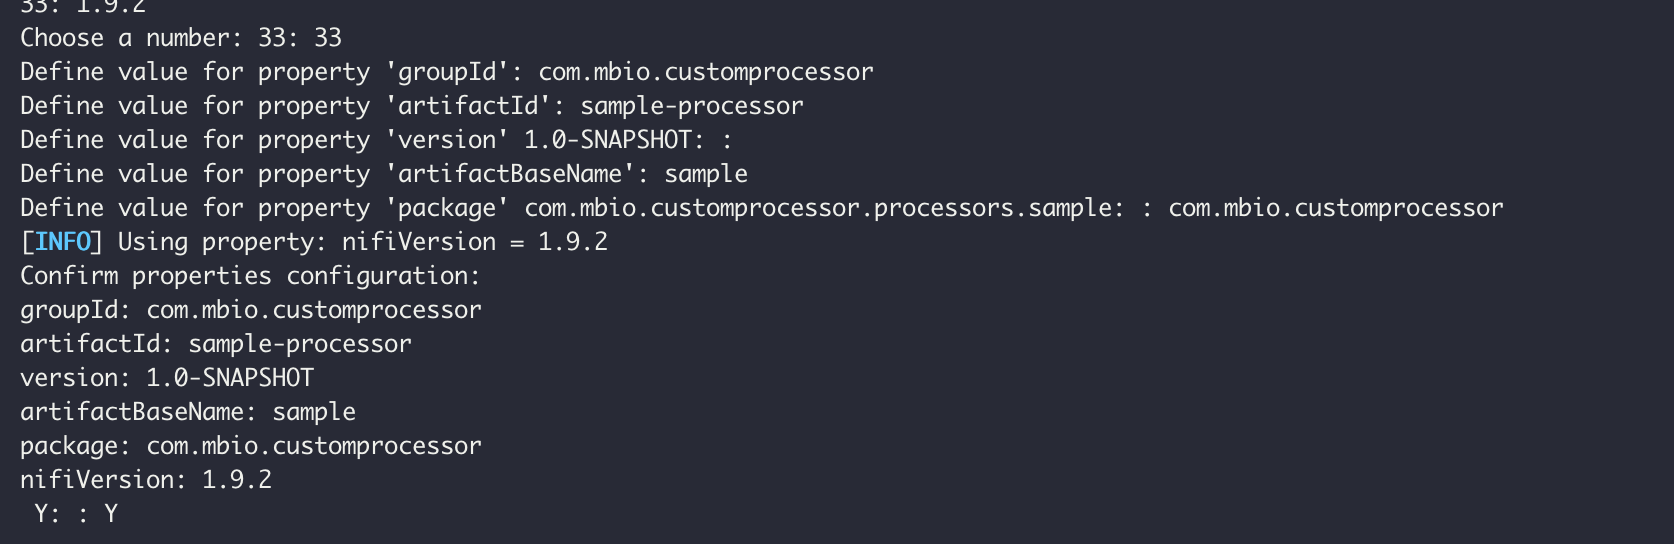 33: 1.9.2
Choose a number: 33: 33
Define value for property 'groupId': com.mbio.customprocessor
Define value for property 'artifactId': sample-processor
Define value for property 'version' 1.0-SNAPSHOT: :
Define value for property 'artifactBaseName': sample
Define value for property 'package' com.mbio.customprocessor.processors.sample: : com.mbio.customprocessor
[INFO] Using property: nifiVersion = 1.9.2
Confirm properties configuration:
groupId: com.mbio.customprocessor
artifactId: sample-processor
version: 1.0-SNAPSHOT
artifactBaseName: sample
package: com.mbio.customprocessor
nifiVersion: 1.9.2
 Y: : Y